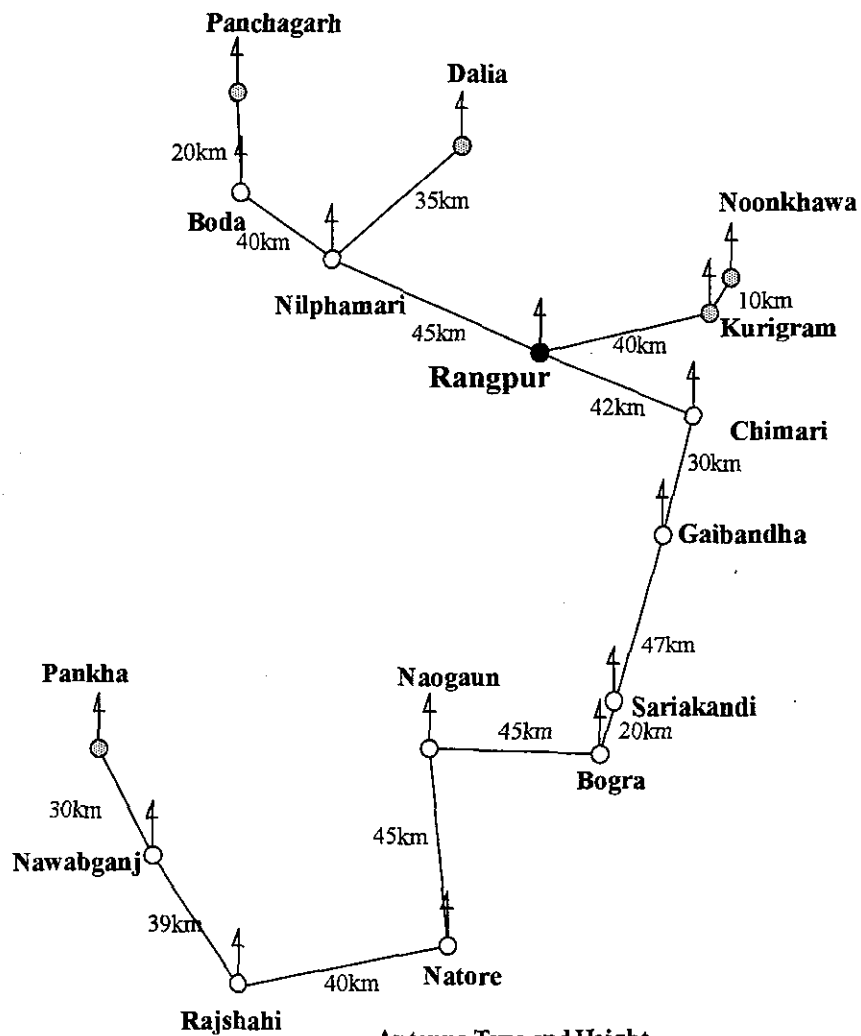 Panchagarh
Dalia
20km
35km
Noonkhawa
Boda
40km
10km
Nilphamari
45km
40km
Kurigram
Rangpur
42km
Chimari
30km
Gaibandha
47km
Pankha
Naogaun
Sariakandi
45km
20km
Bogra
30km
45km
Nawabganj
39km
40km
Natore
Rajshahi
Antenna Type and Height